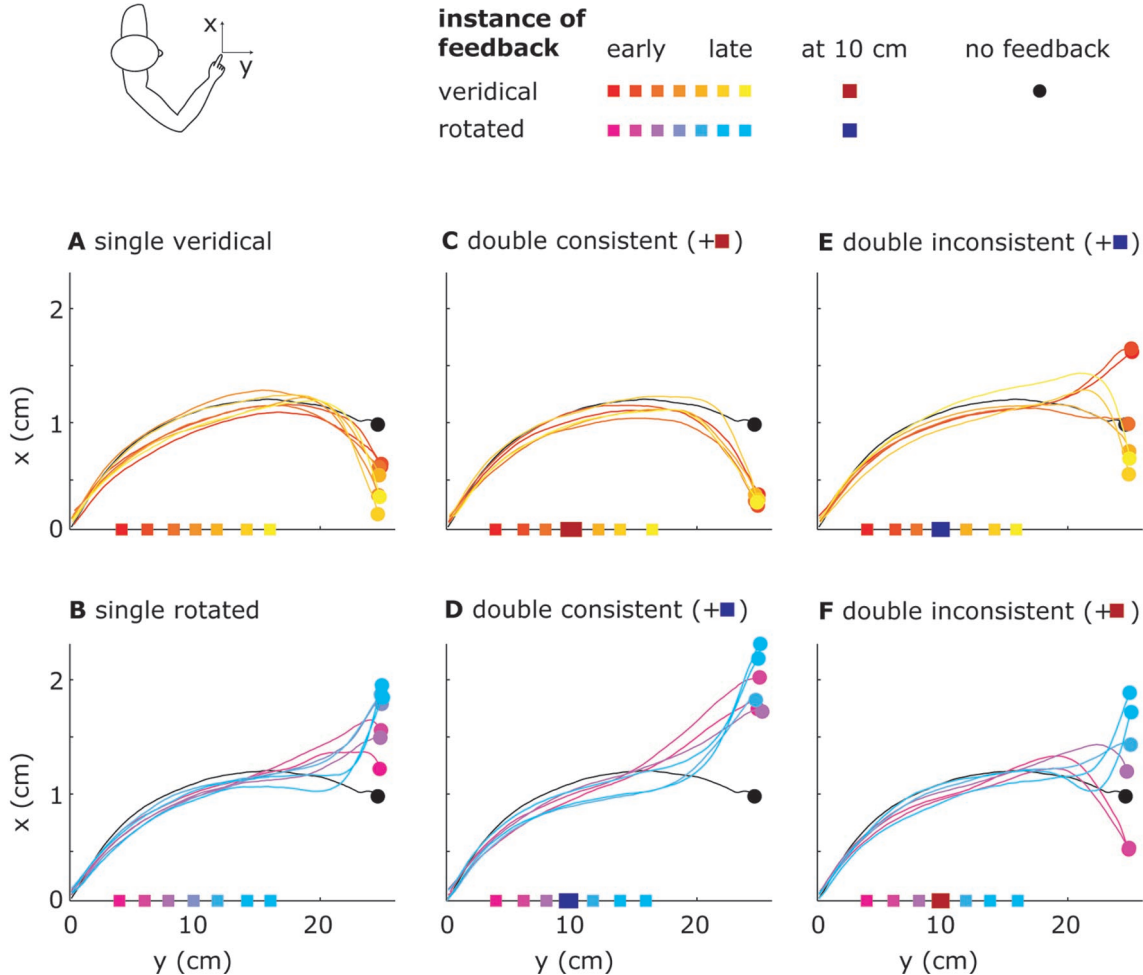 x
y
instance of
feedback early late at 10 cm no feedback
veridical
rotated
A single veridical
C double consistent (+■)
E double inconsistent (+■)
2
1
0
x (cm)
B single rotated
D double consistent (+■)
F double inconsistent (+■)
2
1
0
x (cm)
0 10 20
0 10 20
0 10 20
y (cm)
y (cm)
y (cm)